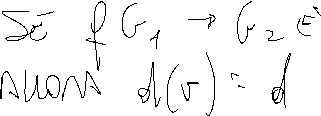 SE f G₁ → G₂ È
ALLORA d(v) = d